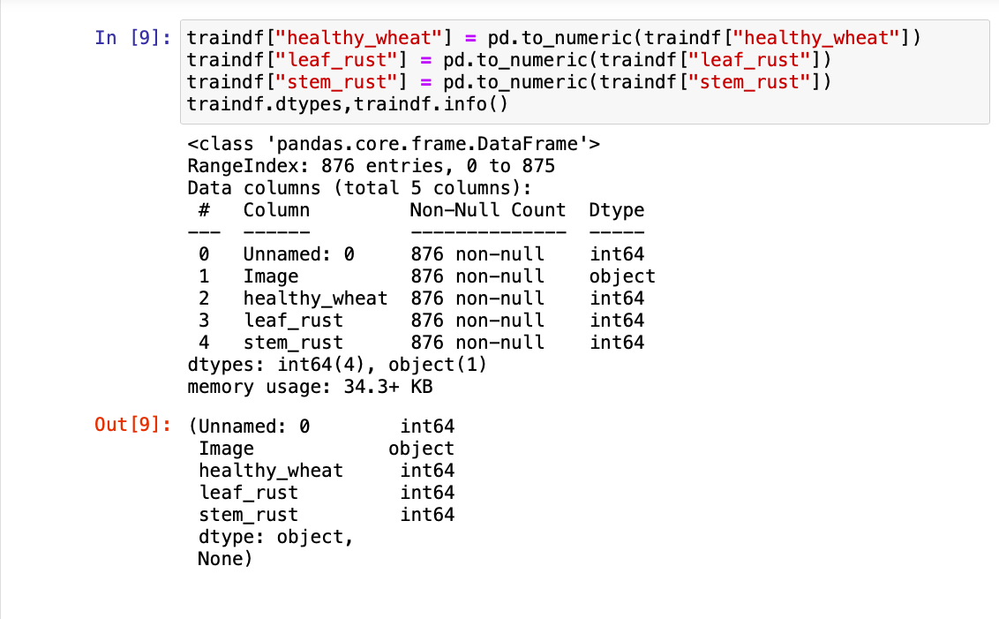 In [9]: traindf["healthy_wheat"] = pd.to_numeric(traindf["healthy_wheat"])
traindf["leaf_rust"] = pd.to_numeric(traindf["leaf_rust"])
traindf["stem_rust"] = pd.to_numeric(traindf["stem_rust"])
traindf.dtypes,traindf.info()
<class 'pandas.core.frame.DataFrame'>
RangeIndex: 876 entries, 0 to 875
Data columns (total 5 columns):
 #   Column         Non-Null Count  Dtype
---  ------         --------------  -----
 0   Unnamed: 0     876 non-null    int64
 1   Image          876 non-null    object
 2   healthy_wheat  876 non-null    int64
 3   leaf_rust      876 non-null    int64
 4   stem_rust      876 non-null    int64
dtypes: int64(4), object(1)
memory usage: 34.3+ KB
Out[9]: (Unnamed: 0        int64
 Image            object
 healthy_wheat     int64
 leaf_rust         int64
 stem_rust         int64
 dtype: object,
 None)